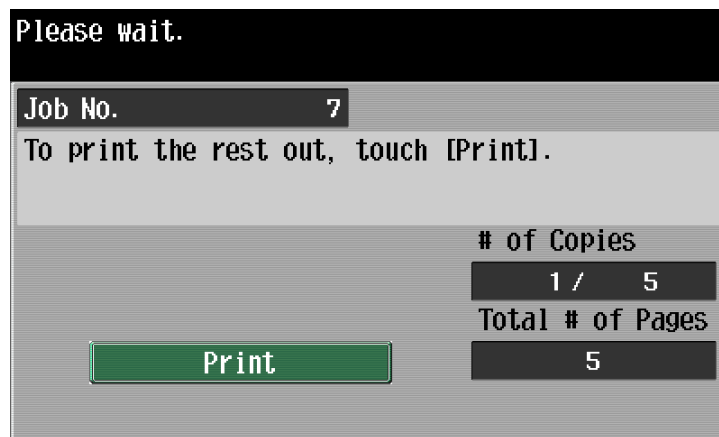 Please wait.
Job No. 7
To print the rest out, touch [Print].
# of Copies
1 / 5
Total # of Pages
Print
5